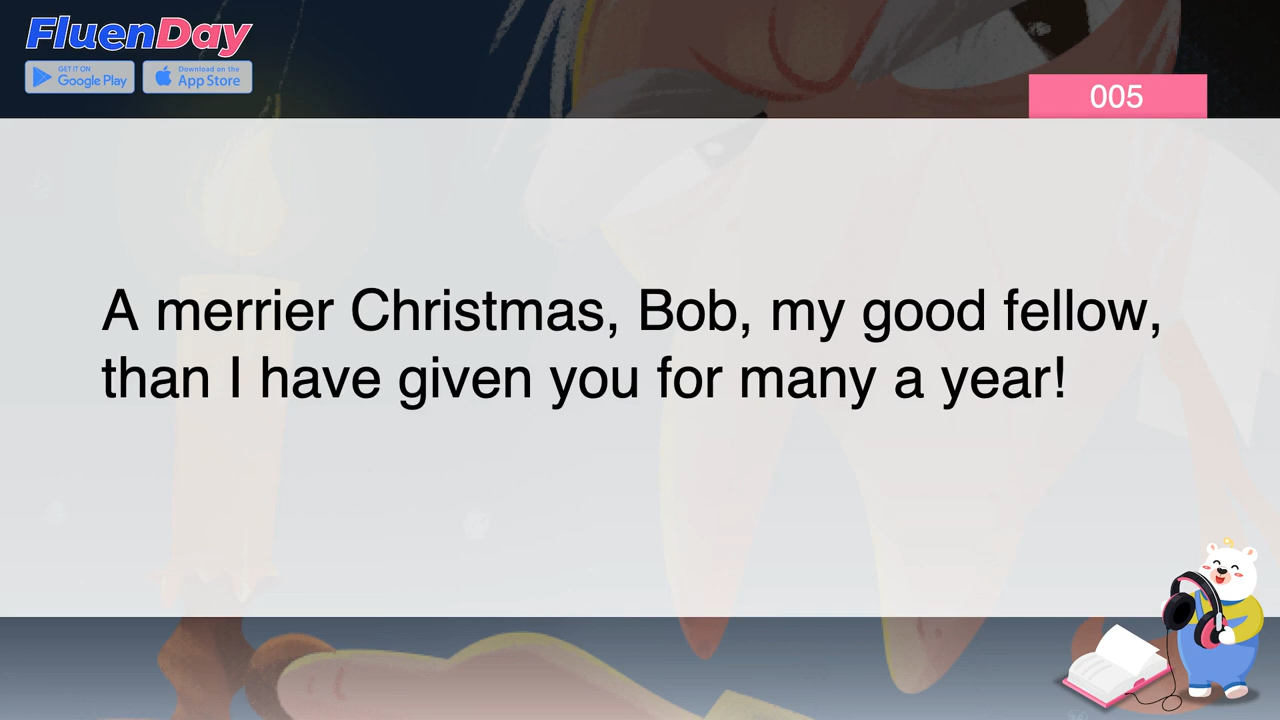 FluenDay
GET IT ON
Google Play
Download on the
App Store
005
A merrier Christmas, Bob, my good fellow,
than I have given you for many a year!